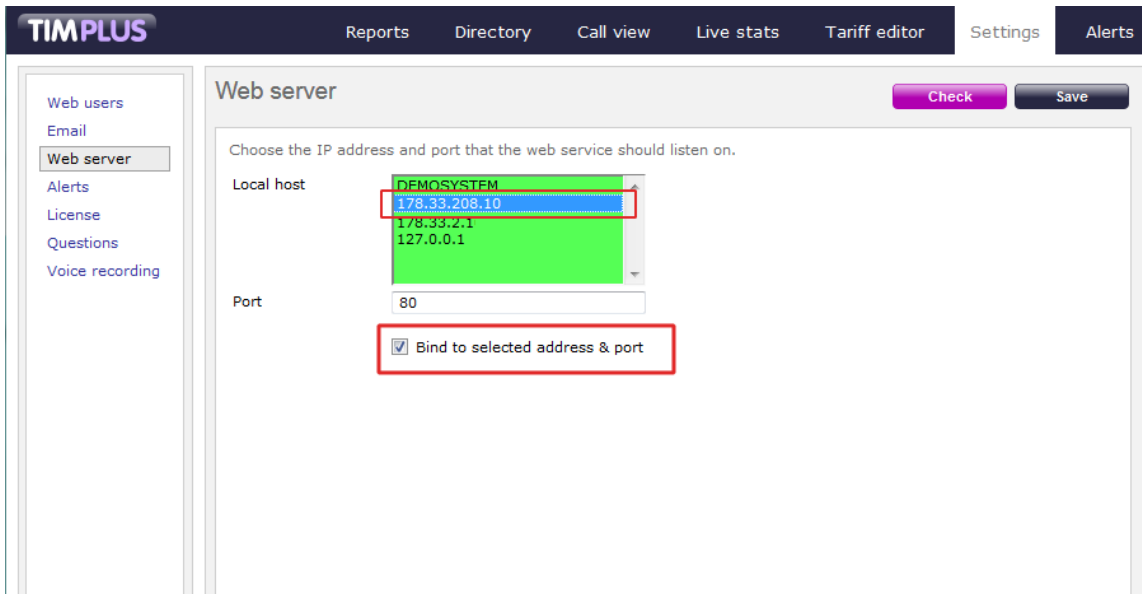 TIMPLUS
Reports Directory Call view Live stats Tariff editor Settings Alerts
Web users
Email
Web server
Alerts
License
Questions
Voice recording
Web server
Check Save
Choose the IP address and port that the web service should listen on.
Local host
DEMOSYSTEM
178.33.208.10
178.33.2.1
127.0.0.1
Port 80
Bind to selected address & port